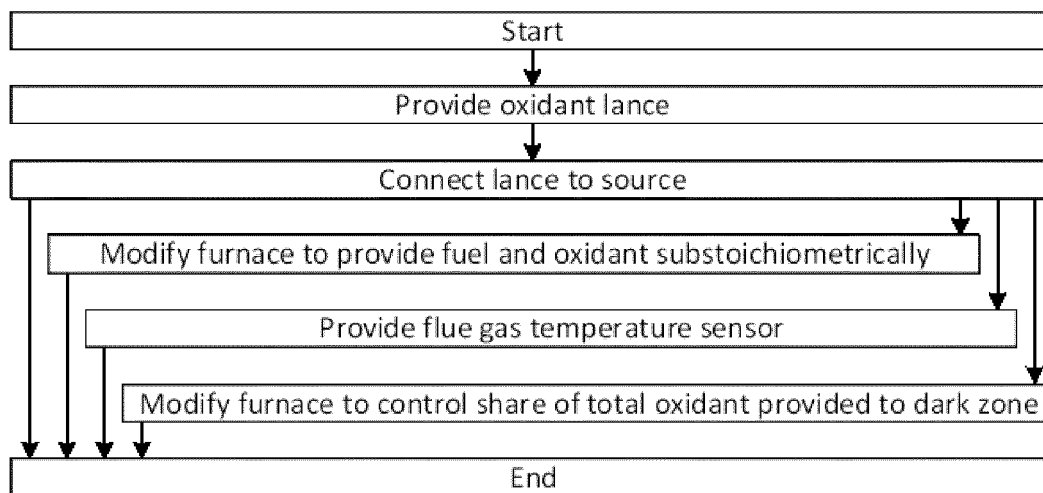 Start
Provide oxidant lance
Connect lance to source
Modify furnace to provide fuel and oxidant substoichiometrically
Provide flue gas temperature sensor
Modify furnace to control share of total oxidant provided to dark zone
End